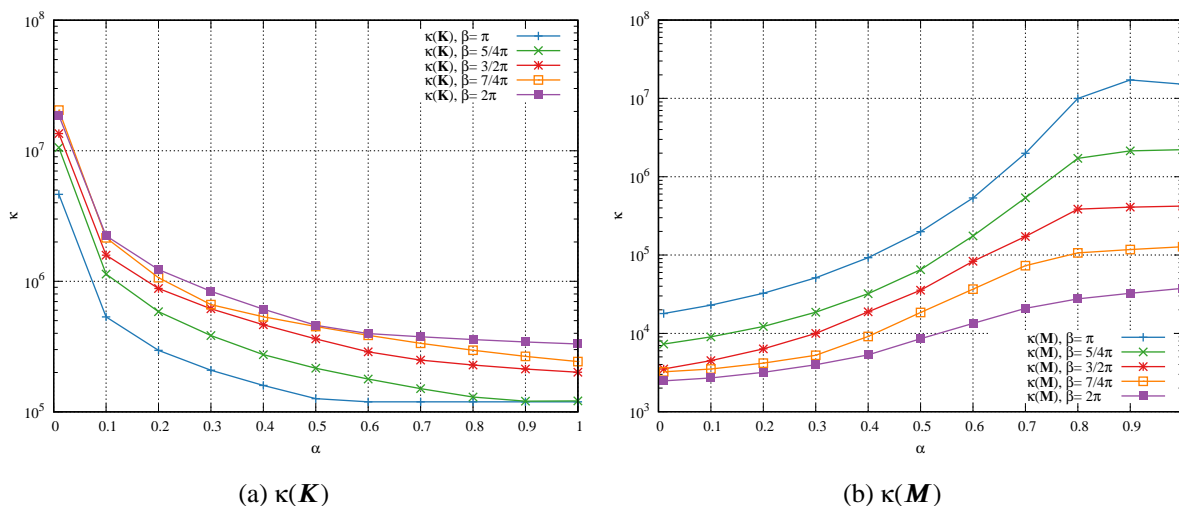 10^8
10^7
10^6
10^5
κ
0 0.1 0.2 0.3 0.4 0.5 0.6 0.7 0.8 0.9 1
α
κ(K), β= π
κ(K), β= 5/4π
κ(K), β= 3/2π
κ(K), β= 7/4π
κ(K), β= 2π
(a) κ(K)
10^8
10^7
10^6
10^5
10^4
10^3
κ
0 0.1 0.2 0.3 0.4 0.5 0.6 0.7 0.8 0.9
α
κ(M), β= π
κ(M), β= 5/4π
κ(M), β= 3/2π
κ(M), β= 7/4π
κ(M), β= 2π
(b) κ(M)